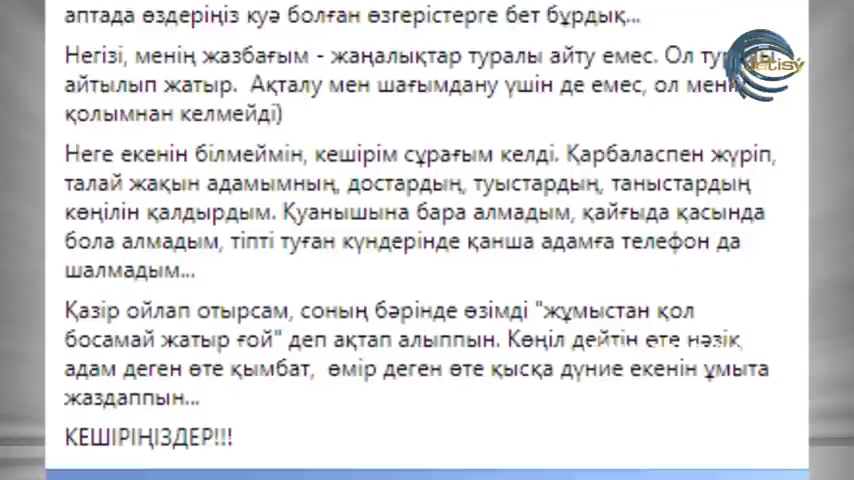 аптада өздеріңіз куә болған өзгерістерге бет бұрдық...
Негізі, менің жазбағым - жаңалықтар туралы айту емес. Ол туралы
айтылып жатыр. Ақталу мен шағымдану үшін де емес, ол менің
қолымнан келмейді)
Неге екенін білмеймін, кешірім сұрағым келді. Қарбаласпен жүріп,
талай жақын адамымның, достардың, туыстардың, таныстардың
көңілін қалдырдым. Қуанышына бара алмадым, қайғыда қасында
бола алмадым, тіпті туған күндерінде қанша адамға телефон да
шалмадым...
Қазір ойлап отырсам, соның бәрінде өзімді "жұмыстан қол
босамай жатыр ғой" деп ақтап алыппын. Көңіл дейтін өте нәзік,
адам деген өте қымбат, өмір деген өте қысқа дүние екенін ұмыта
жаздаппын...
КЕШІРІҢІЗДЕР!!!